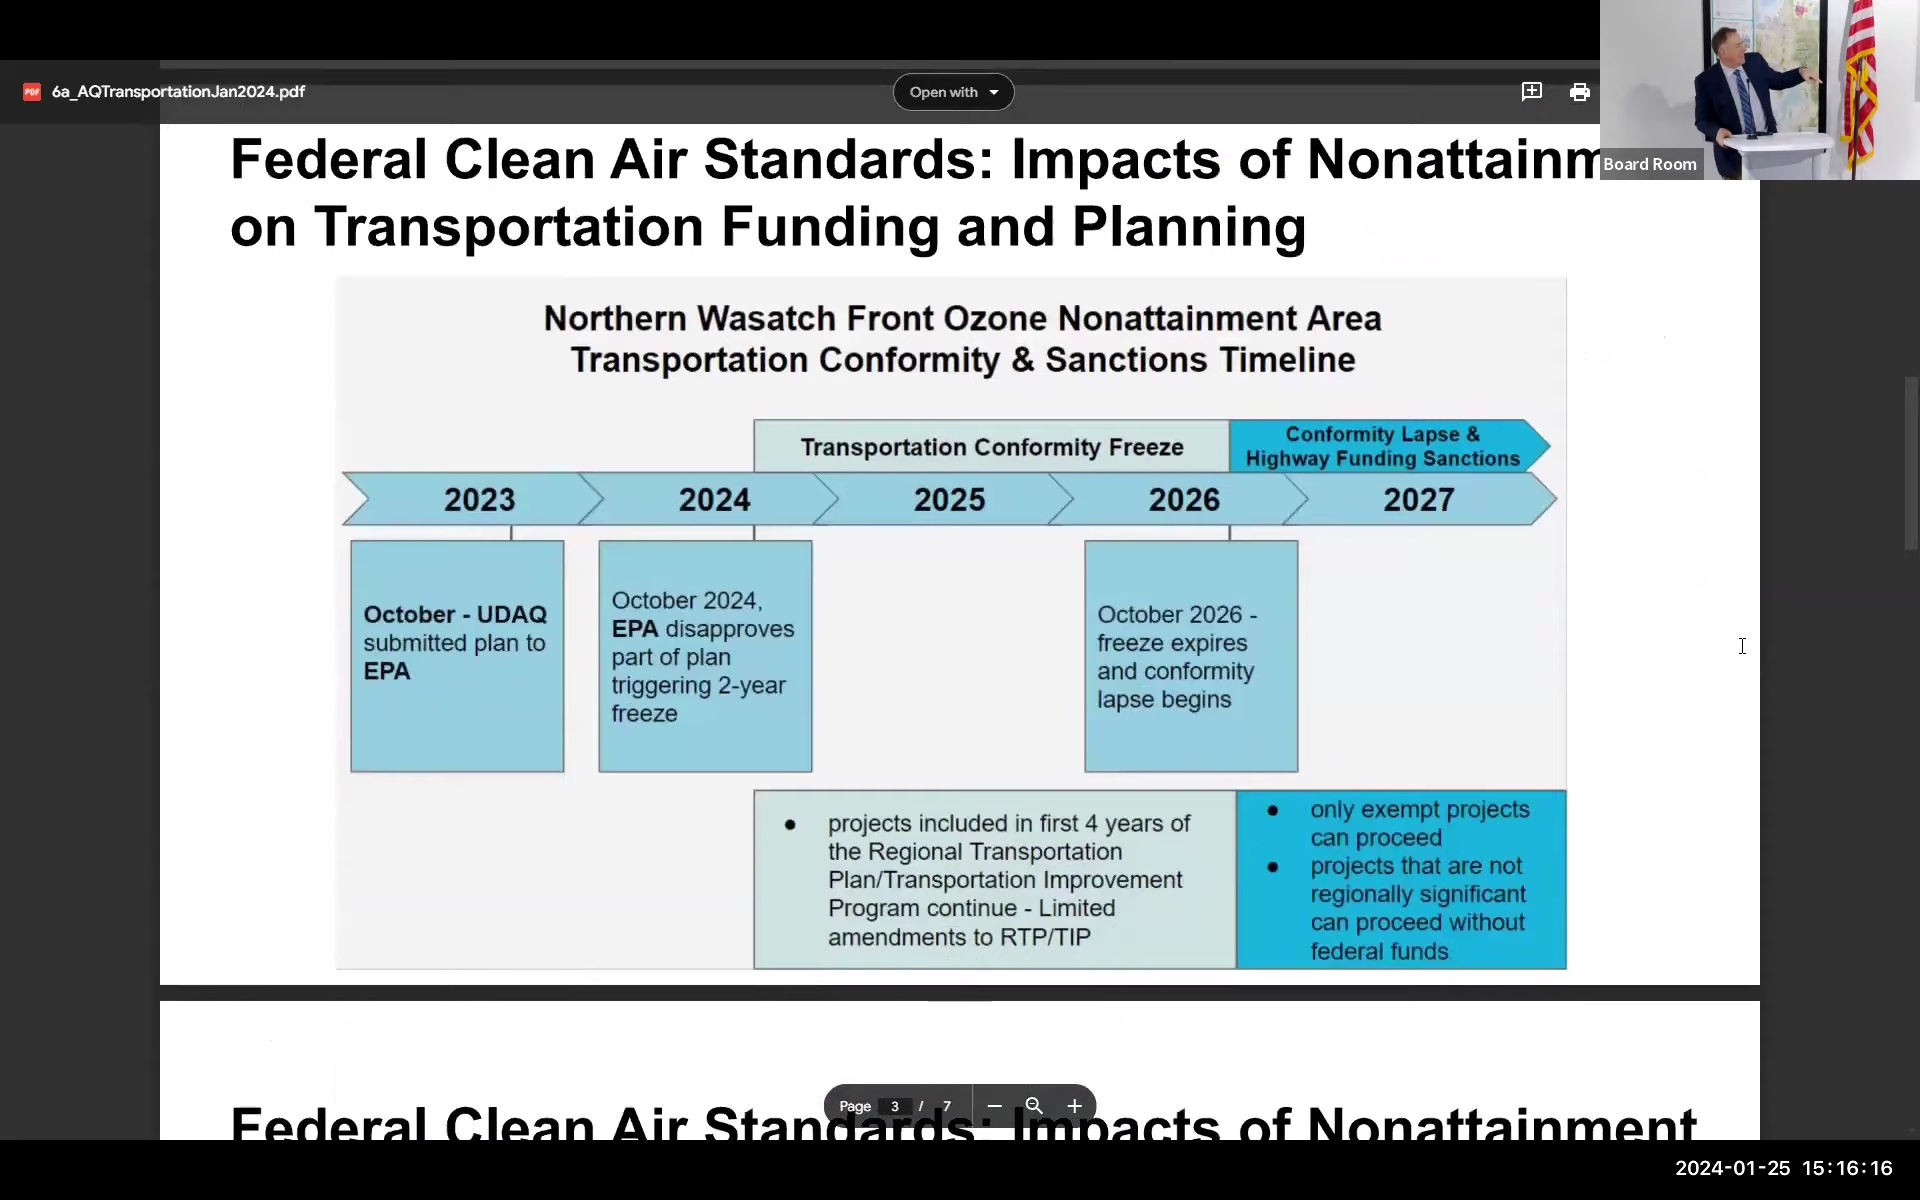 6a_AQTransportationJan2024.pdf
Open with
Board Room
Federal Clean Air Standards: Impacts of Nonattainm
on Transportation Funding and Planning
Northern Wasatch Front Ozone Nonattainment Area
Transportation Conformity & Sanctions Timeline
Transportation Conformity Freeze
Conformity Lapse &
Highway Funding Sanctions
2023
2024
2025
2026
2027
October - UDAQ
submitted plan to
EPA
October 2024,
EPA disapproves
part of plan
triggering 2-year
freeze
October 2026 -
freeze expires
and conformity
lapse begins
● projects included in first 4 years of
the Regional Transportation
Plan/Transportation Improvement
Program continue - Limited
amendments to RTP/TIP
● only exempt projects
can proceed
● projects that are not
regionally significant
can proceed without
federal funds
Federal Clean Air Standards: Impacts of Nonattainment
Page 3 / 7
2024-01-25 15:16:16